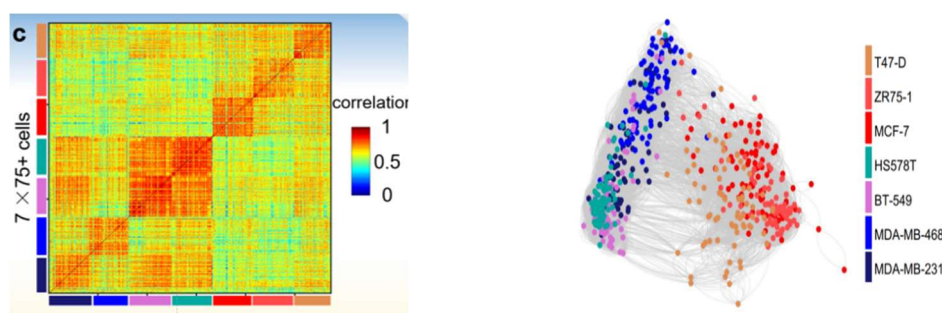 c
7 ×75+ cells
correlation
1
0.5
0
T47-D
ZR75-1
MCF-7
HS578T
BT-549
MDA-MB-468
MDA-MB-231